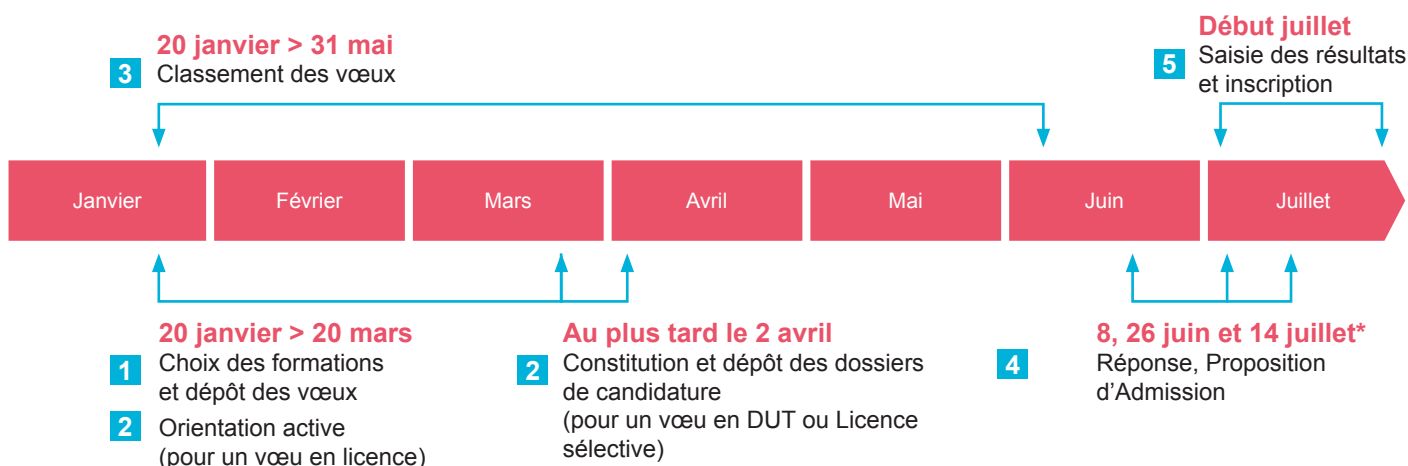 20 janvier > 31 mai
3 Classement des vœux
Début juillet
5 Saisie des résultats
et inscription
Janvier
Février
Mars
Avril
Mai
Juin
Juillet
20 janvier > 20 mars
1 Choix des formations
et dépôt des vœux
2 Orientation active
(pour un vœu en licence)
Au plus tard le 2 avril
2 Constitution et dépôt des dossiers
de candidature
(pour un vœu en DUT ou Licence
sélective)
8, 26 juin et 14 juillet*
4 Réponse, Proposition
d’Admission